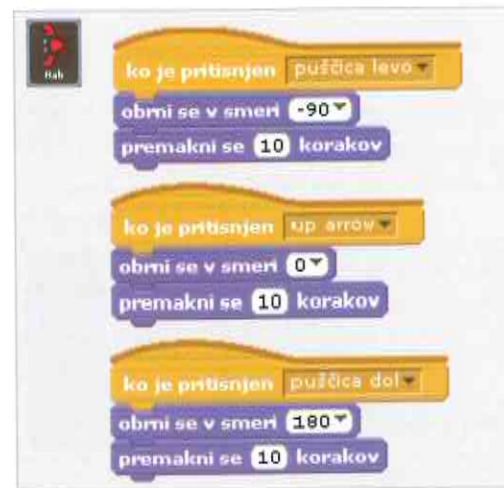 Rak
ko je pritisnjen puščica levo
obrni se v smeri -90
premakni se 10 korakov
ko je pritisnjen up arrow
obrni se v smeri 0
premakni se 10 korakov
ko je pritisnjen puščica dol
obrni se v smeri 180
premakni se 10 korakov